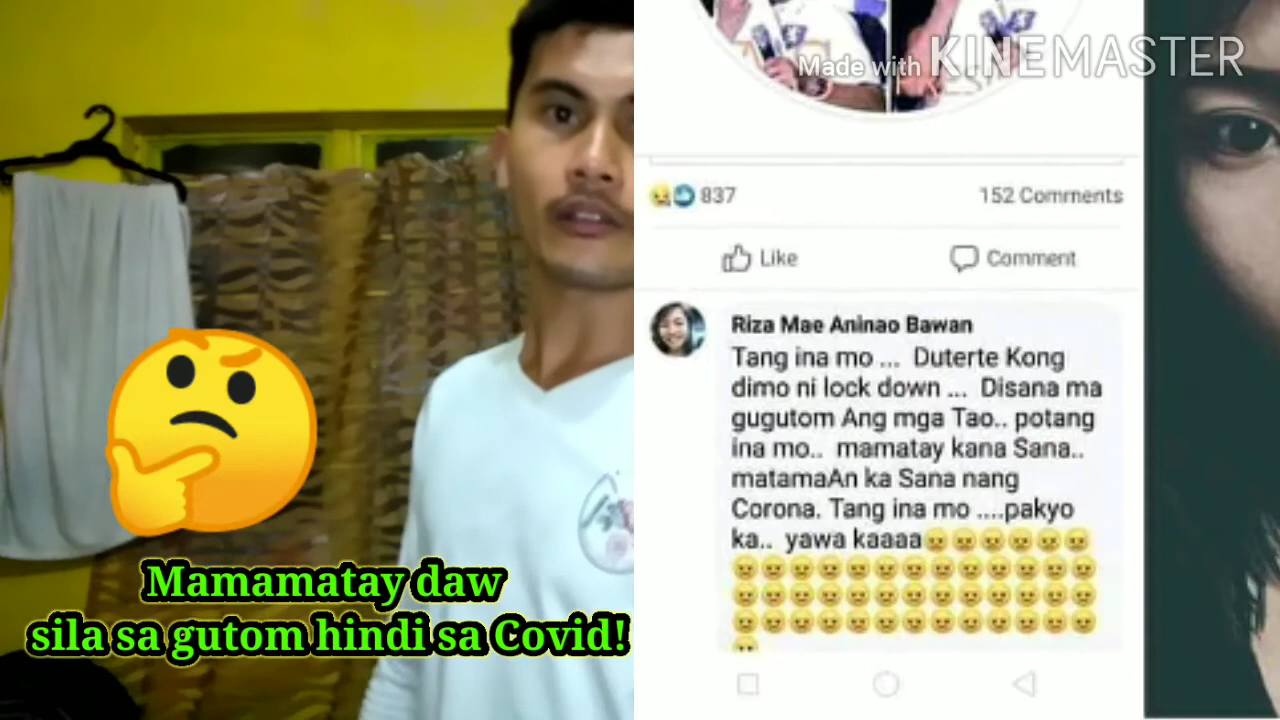 Mamamatay daw
sila sa gutom hindi sa Covid!
Made with KINEMASTER
837
152 Comments
Like
Comment
Riza Mae Aninao Bawan
Tang ina mo ... Duterte Kong
dimo ni lock down ... Disana ma
gugutom Ang mga Tao.. potang
ina mo.. mamatay kana Sana..
matamaAn ka Sana nang
Corona. Tang ina mo ....pakyo
ka.. yawa kaaaa